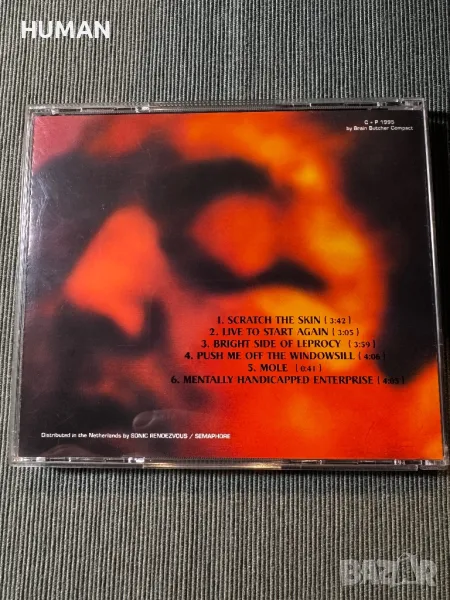 HUMAN
C + P 1995
by Brain Butcher Compact
1. SCRATCH THE SKIN ( 3:42 )
2. LIVE TO START AGAIN ( 3:05 )
3. BRIGHT SIDE OF LEPROCY ( 3:59 )
4. PUSH ME OFF THE WINDOWSILL ( 4:06 )
5. MOLE ( 0:41 )
6. MENTALLY HANDICAPPED ENTERPRISE
Distributed in the Netherlands by SONIC RENDEZVOUS / SEMAPHORE
BAZAR